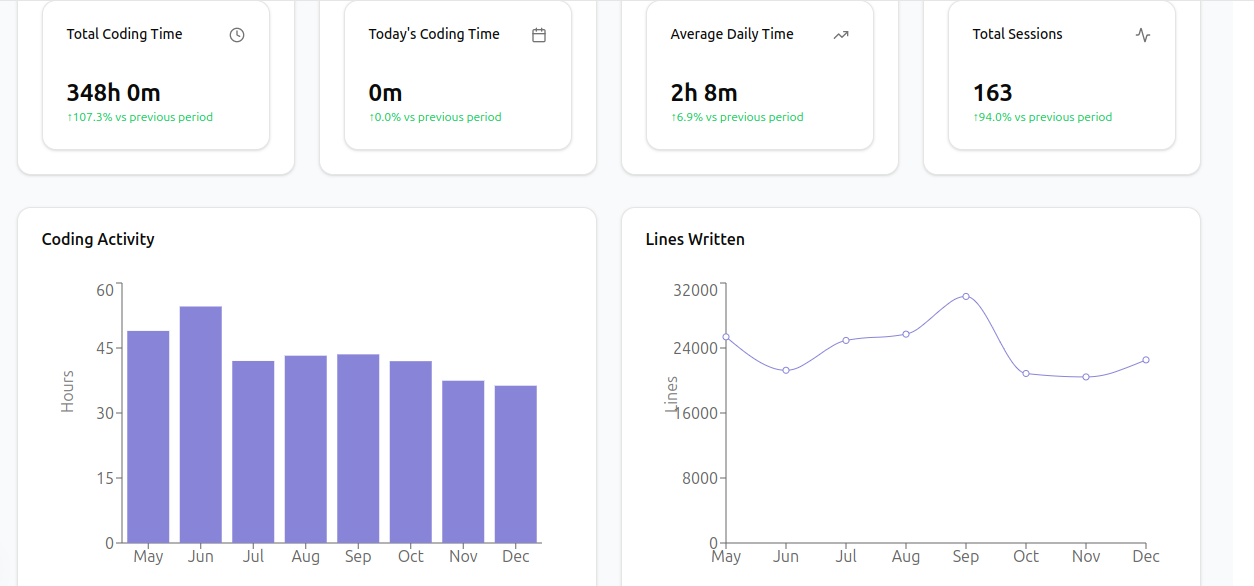 Total Coding Time
348h 0m
↑107.3% vs previous period
Today's Coding Time
0m
↑0.0% vs previous period
Average Daily Time
2h 8m
↑6.9% vs previous period
Total Sessions
163
↑94.0% vs previous period
Coding Activity
60
45
30
15
0
Hours
May Jun Jul Aug Sep Oct Nov Dec
Lines Written
32000
24000
16000
8000
0
Lines
May Jun Jul Aug Sep Oct Nov Dec